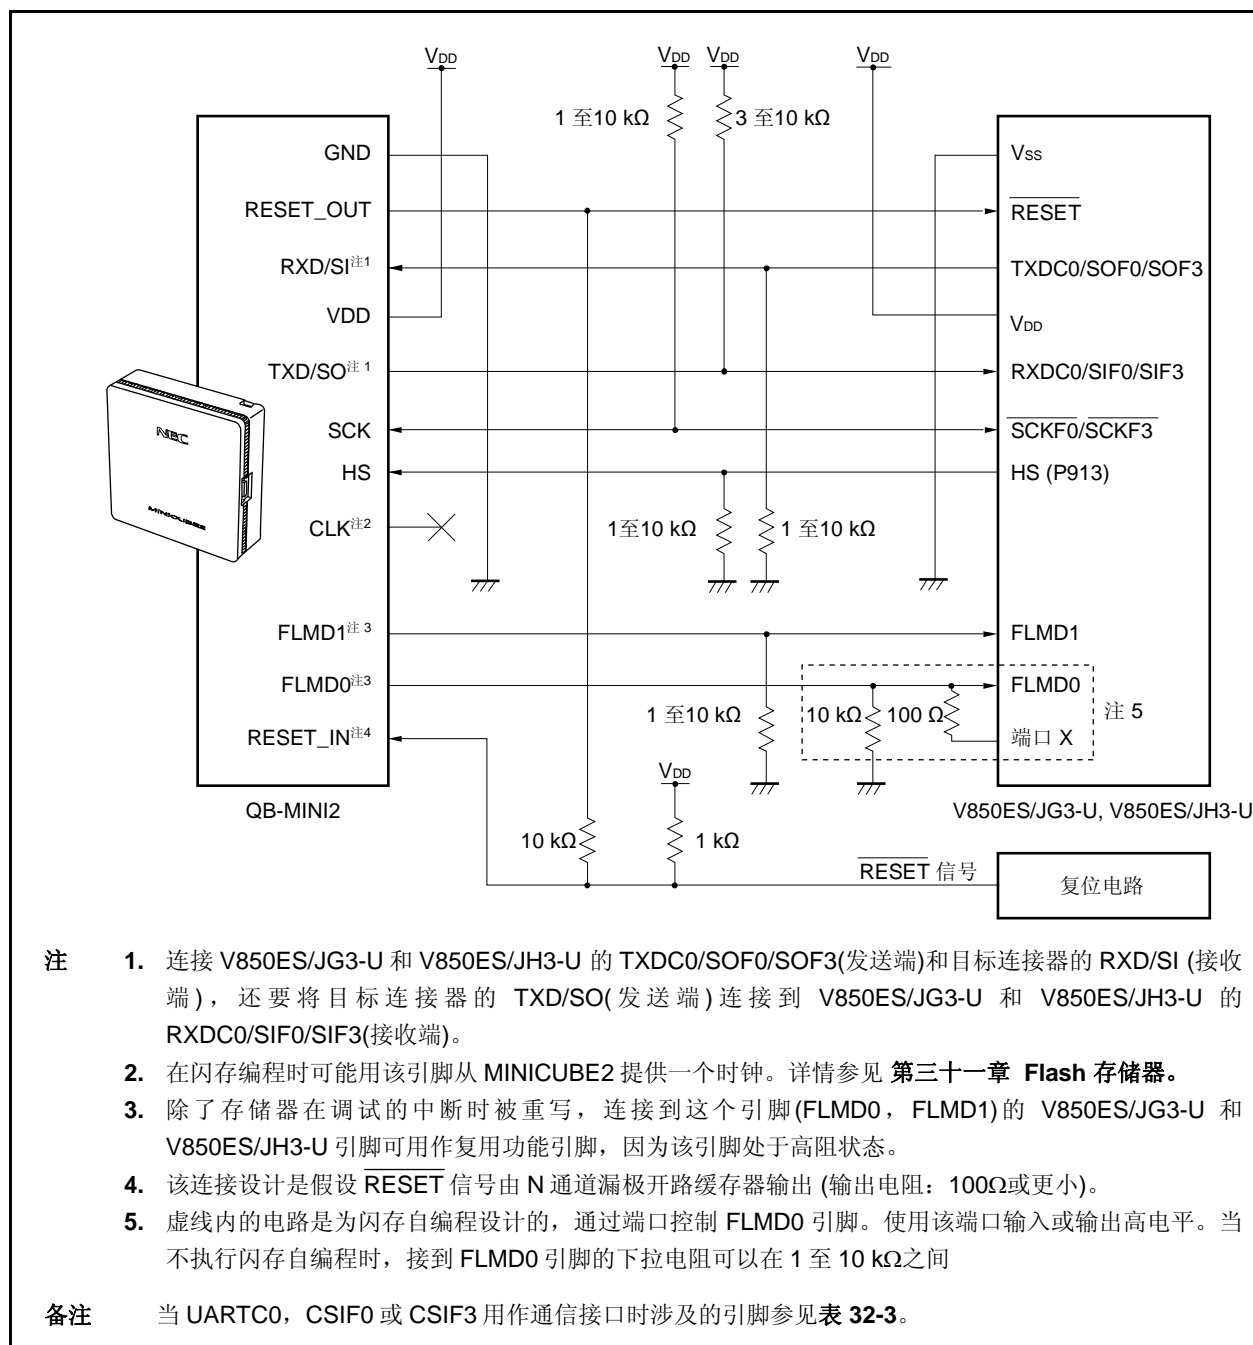 VDD VDD VDD VDD
1 至10 kΩ 3 至10 kΩ
GND Vss
RESET_OUT RESET
RXD/SI注1 TXDC0/SOF0/SOF3
VDD VDD
TXD/SO注 1 RXDC0/SIF0/SIF3
SCK SCKF0/SCKF3
NEC
HS HS (P913)
MINICUBE2
CLK注2 1至10 kΩ 1 至10 kΩ
FLMD1注 3 FLMD1
FLMD0注3 FLMD0
1 至10 kΩ 10 kΩ 100 Ω 注 5
RESET_IN注4 端口 X
VDD
QB-MINI2 V850ES/JG3-U, V850ES/JH3-U
10 kΩ 1 kΩ
RESET 信号 复位电路
注 1. 连接 V850ES/JG3-U 和 V850ES/JH3-U 的 TXDC0/SOF0/SOF3(发送端)和目标连接器的 RXD/SI (接收
端)，还要将目标连接器的 TXD/SO(发送端)连接到 V850ES/JG3-U 和 V850ES/JH3-U 的
RXDC0/SIF0/SIF3(接收端)。
2. 在闪存编程时可能用该引脚从 MINICUBE2 提供一个时钟。详情参见 第三十一章 Flash 存储器。
3. 除了存储器在调试的中断时被重写，连接到这个引脚(FLMD0，FLMD1)的 V850ES/JG3-U 和
V850ES/JH3-U 引脚可用作复用功能引脚，因为该引脚处于高阻状态。
4. 该连接设计是假设 RESET 信号由 N 通道漏极开路缓存器输出 (输出电阻：100Ω或更小)。
5. 虚线内的电路是为闪存自编程设计的，通过端口控制 FLMD0 引脚。使用该端口输入或输出高电平。当
不执行闪存自编程时，接到 FLMD0 引脚的下拉电阻可以在 1 至 10 kΩ之间
备注 当 UARTC0，CSIF0 或 CSIF3 用作通信接口时涉及的引脚参见表 32-3。